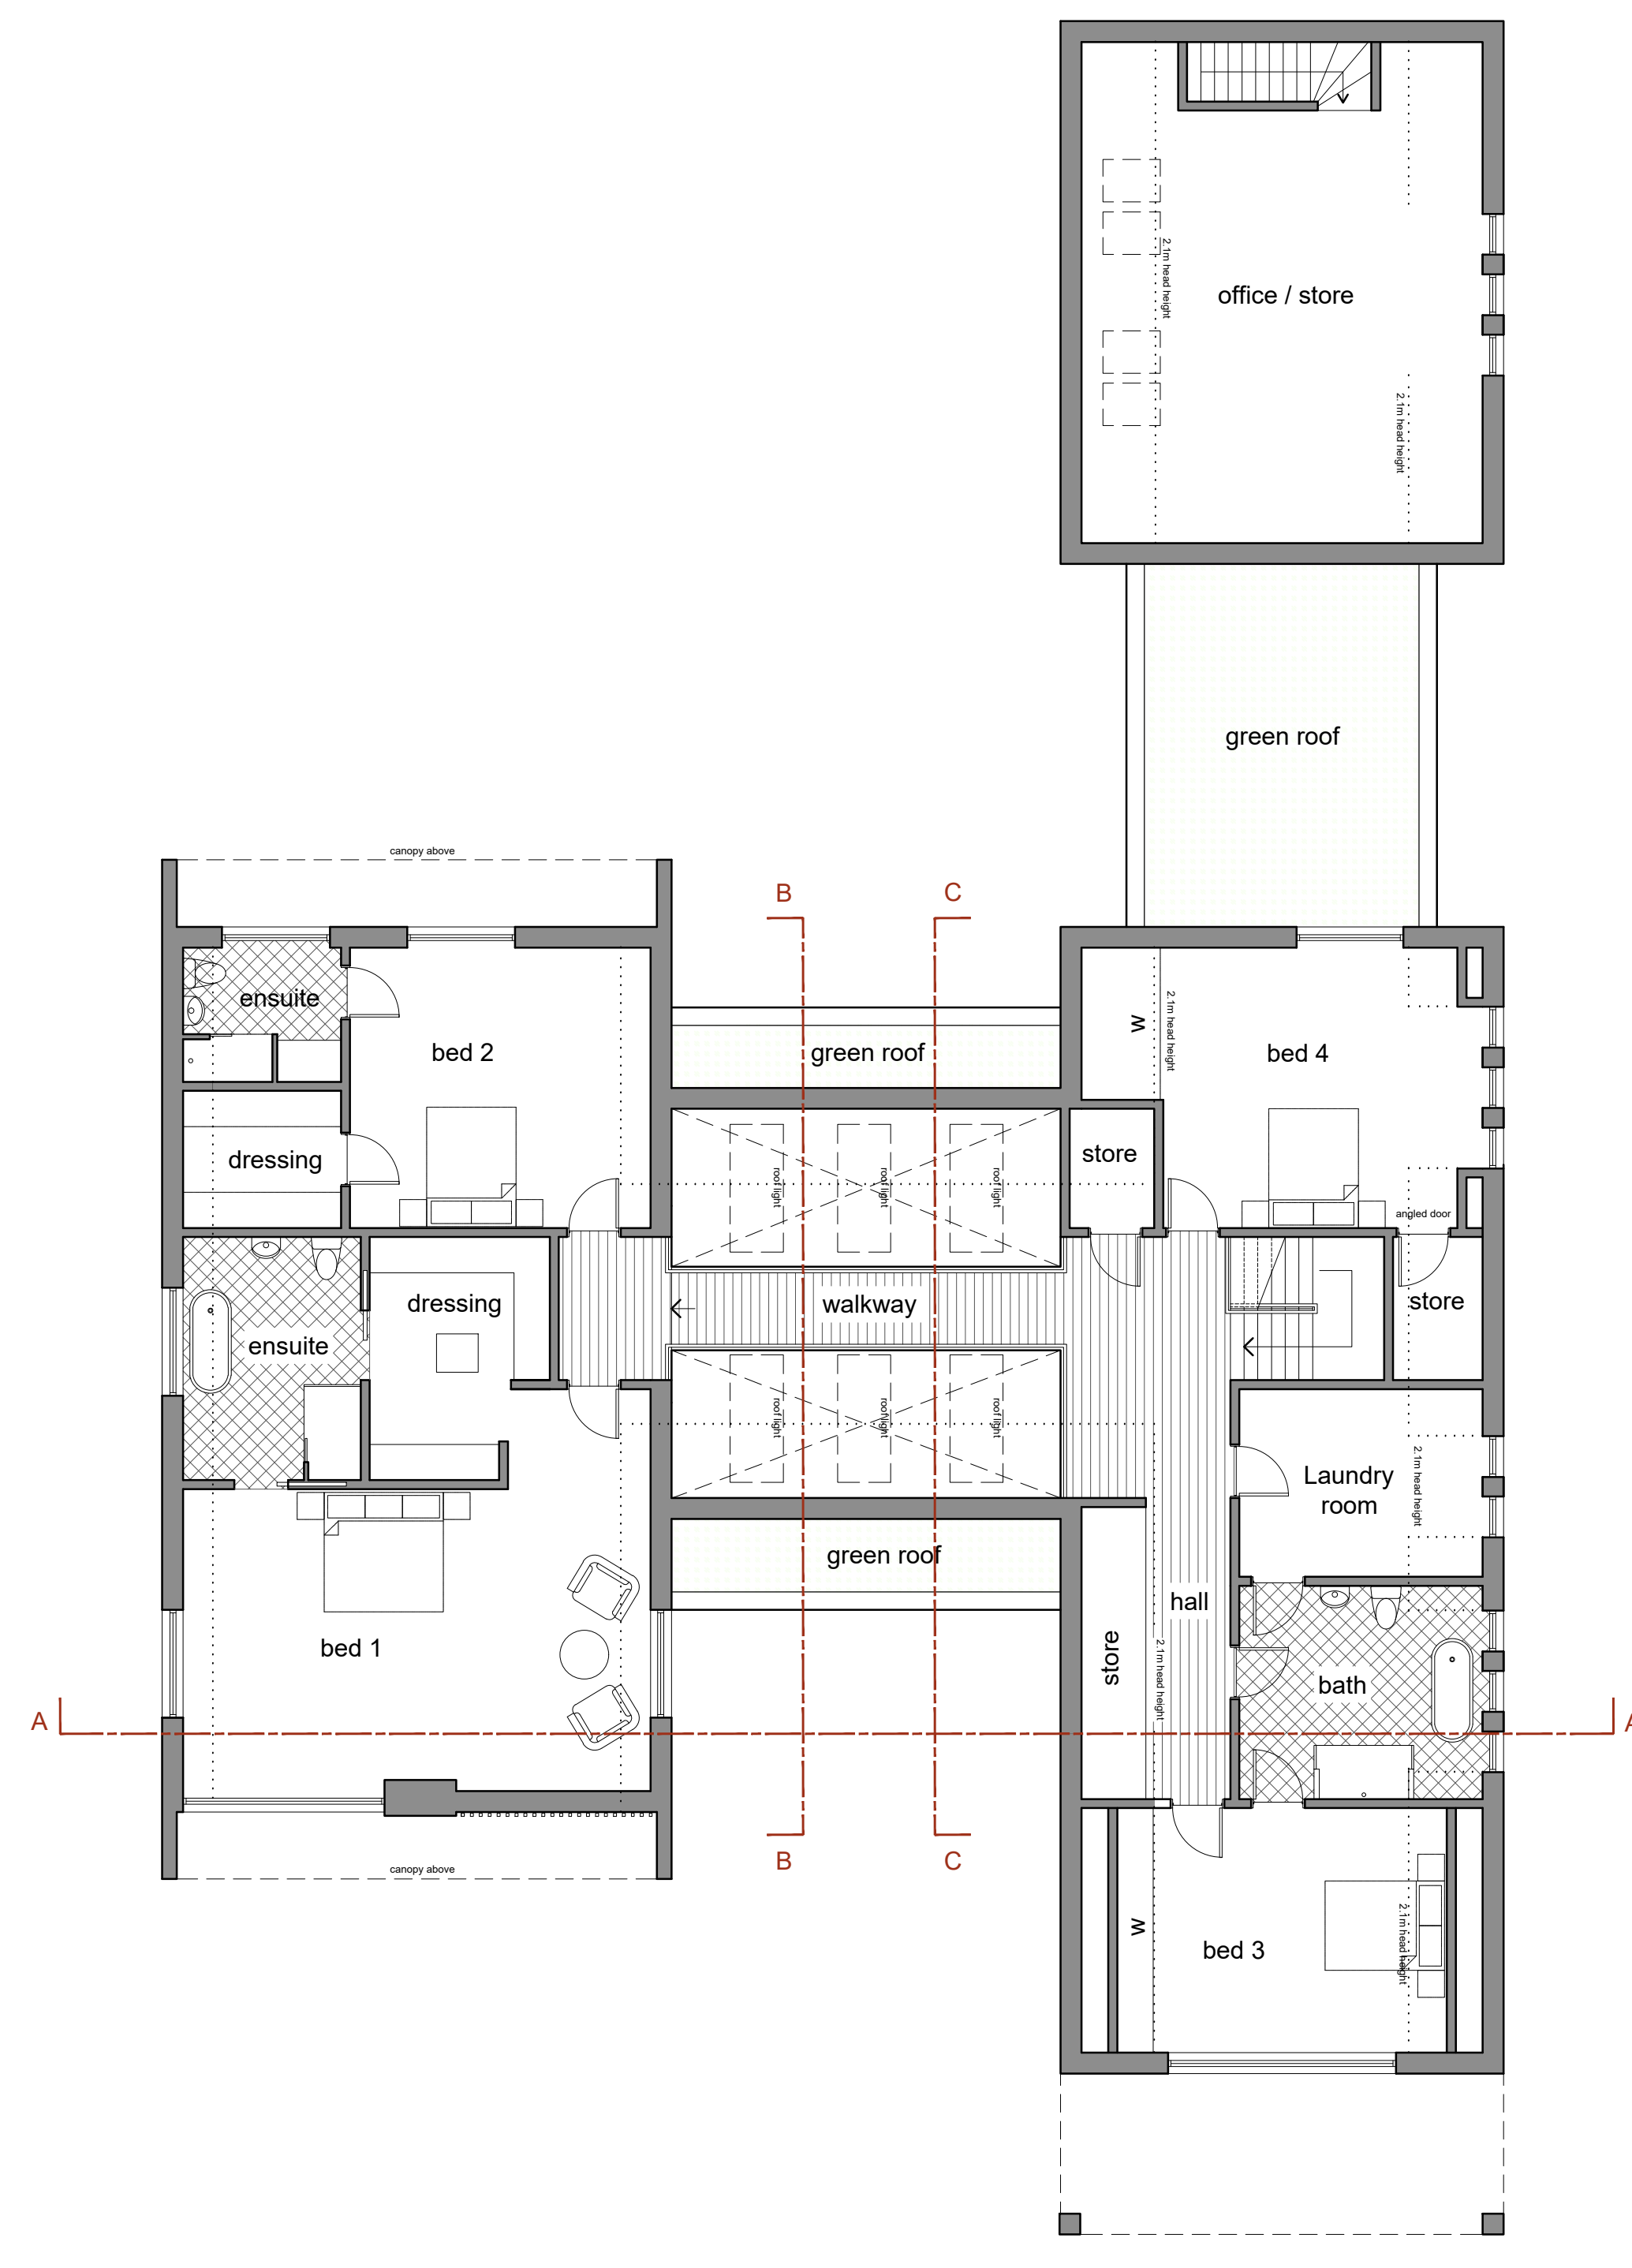 2.1m head height
office / store
2.1m head height
green roof
canopy above
B
C
ensuite
bed 2
green roof
W
2.1m head height
bed 4
dressing
roof light
roof light
roof light
store
angled door
dressing
ensuite
walkway
store
roof light
roof light
roof light
Laundry
room
2.1m head height
green roof
bed 1
hall
store
2.1m head height
bath
A
A
B
C
canopy above
W
bed 3
2.1m head height